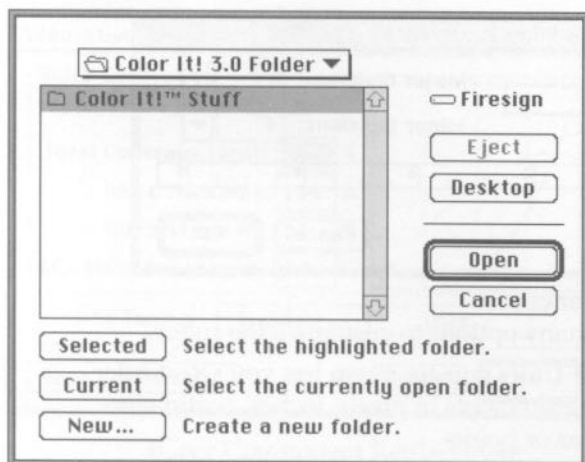 Color It! 3.0 Folder
Color It!™ Stuff
Firesign
Eject
Desktop
Open
Cancel
Selected Select the highlighted folder.
Current Select the currently open folder.
New... Create a new folder.